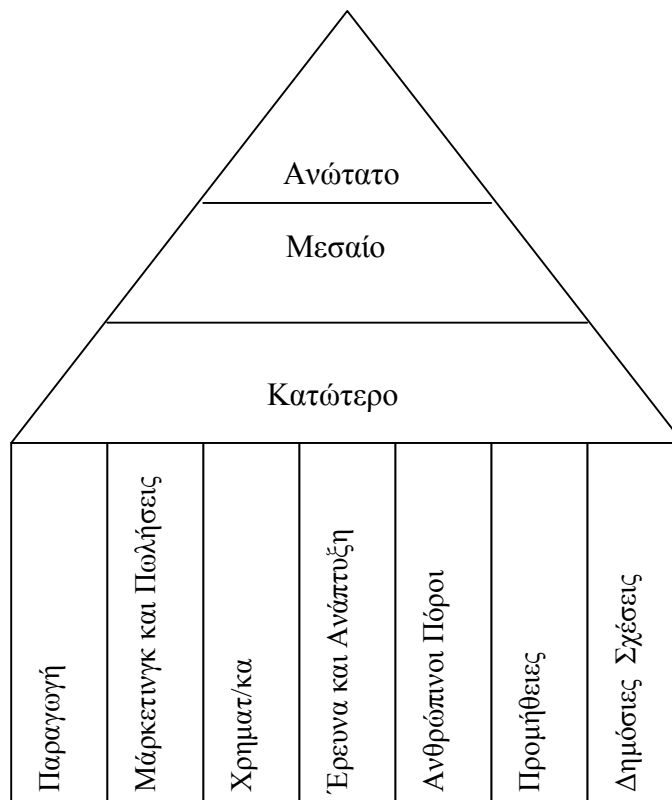 Ανώτατο
Μεσαίο
Κατώτερο
Παραγωγή
Μάρκετινγκ και Πωλήσεις
Χρηματ/κα
Έρευνα και Ανάπτυξη
Ανθρώπινοι Πόροι
Προμήθειες
Δημόσιες Σχέσεις